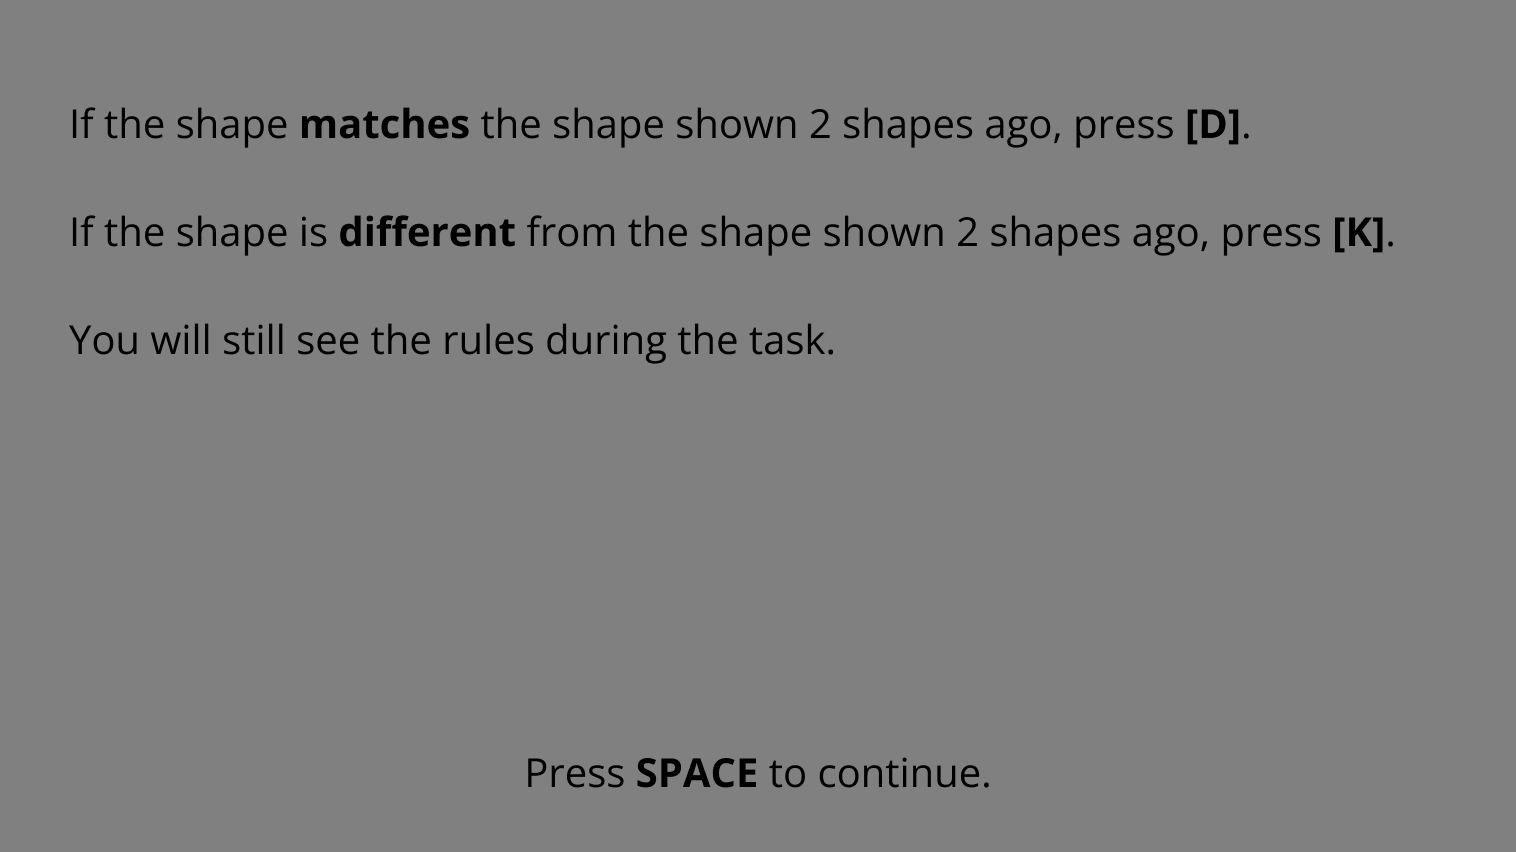 If the shape matches the shape shown 2 shapes ago, press [D].
If the shape is different from the shape shown 2 shapes ago, press [K].
You will still see the rules during the task.
Press SPACE to continue.